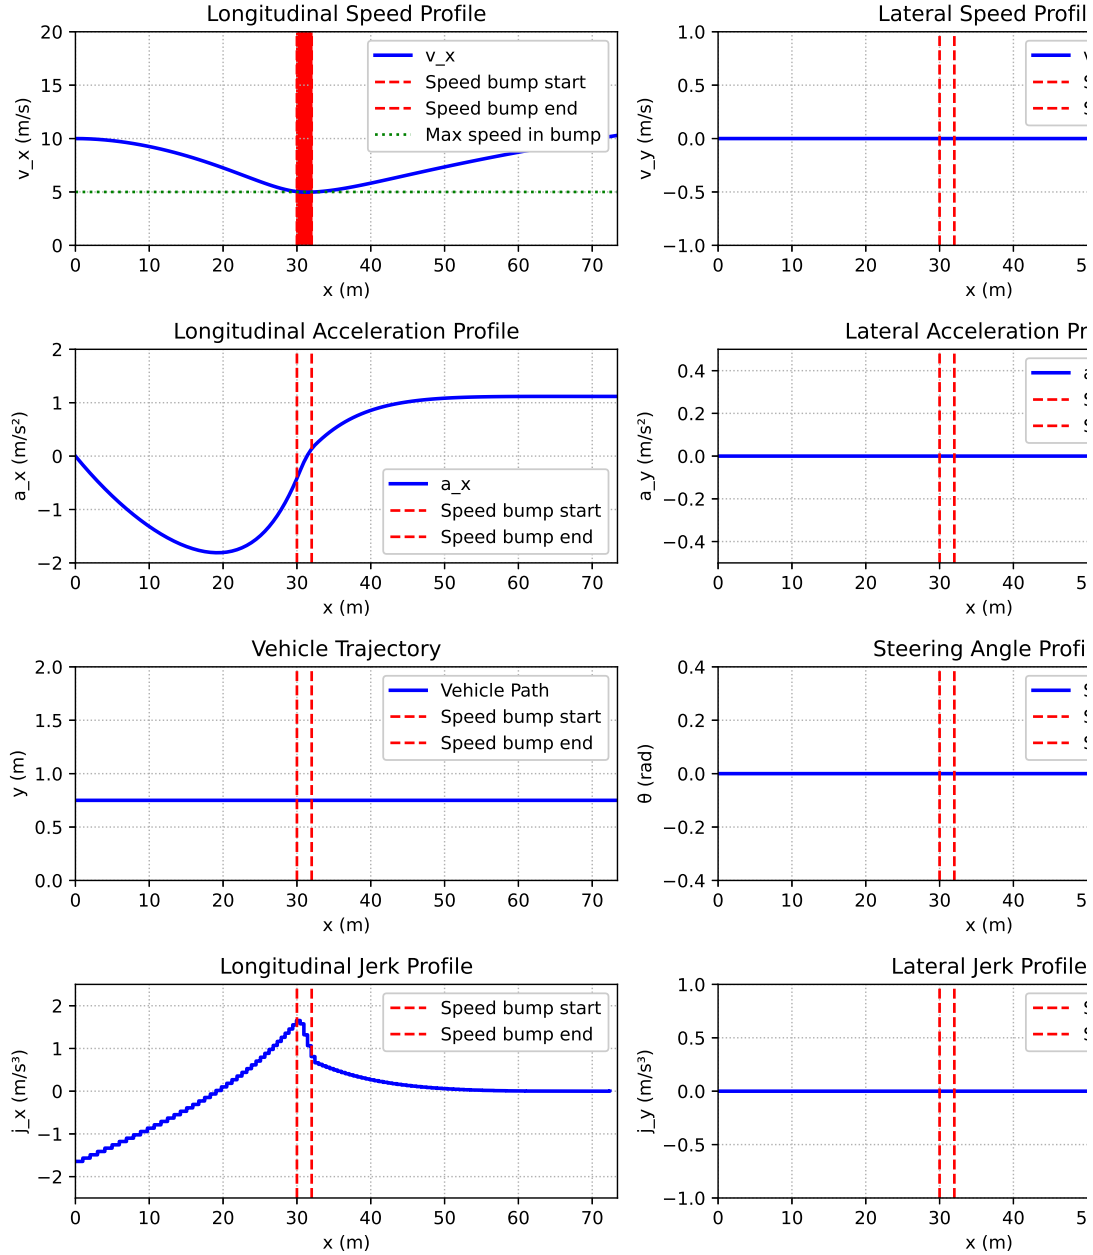 Longitudinal Speed Profile
20
15
10
5
0
v_x (m/s)
v_x
Speed bump start
Speed bump end
Max speed in bump
0 10 20 30 40 50 60 70
x (m)
Lateral Speed Profil
1.0
0.5
0.0
−0.5
−1.0
v_y (m/s)
0 10 20 30 40 5
x (m)
Longitudinal Acceleration Profile
2
1
0
−1
−2
a_x (m/s²)
a_x
Speed bump start
Speed bump end
0 10 20 30 40 50 60 70
x (m)
Lateral Acceleration Pr
0.4
0.2
0.0
−0.2
−0.4
a_y (m/s²)
0 10 20 30 40 5
x (m)
Vehicle Trajectory
2.0
1.5
1.0
0.5
0.0
y (m)
Vehicle Path
Speed bump start
Speed bump end
0 10 20 30 40 50 60 70
x (m)
Steering Angle Profi
0.4
0.2
0.0
−0.2
−0.4
θ (rad)
0 10 20 30 40 5
x (m)
Longitudinal Jerk Profile
2
1
0
−1
−2
j_x (m/s³)
Speed bump start
Speed bump end
0 10 20 30 40 50 60 70
x (m)
Lateral Jerk Profile
1.0
0.5
0.0
−0.5
−1.0
j_y (m/s³)
0 10 20 30 40 5
x (m)